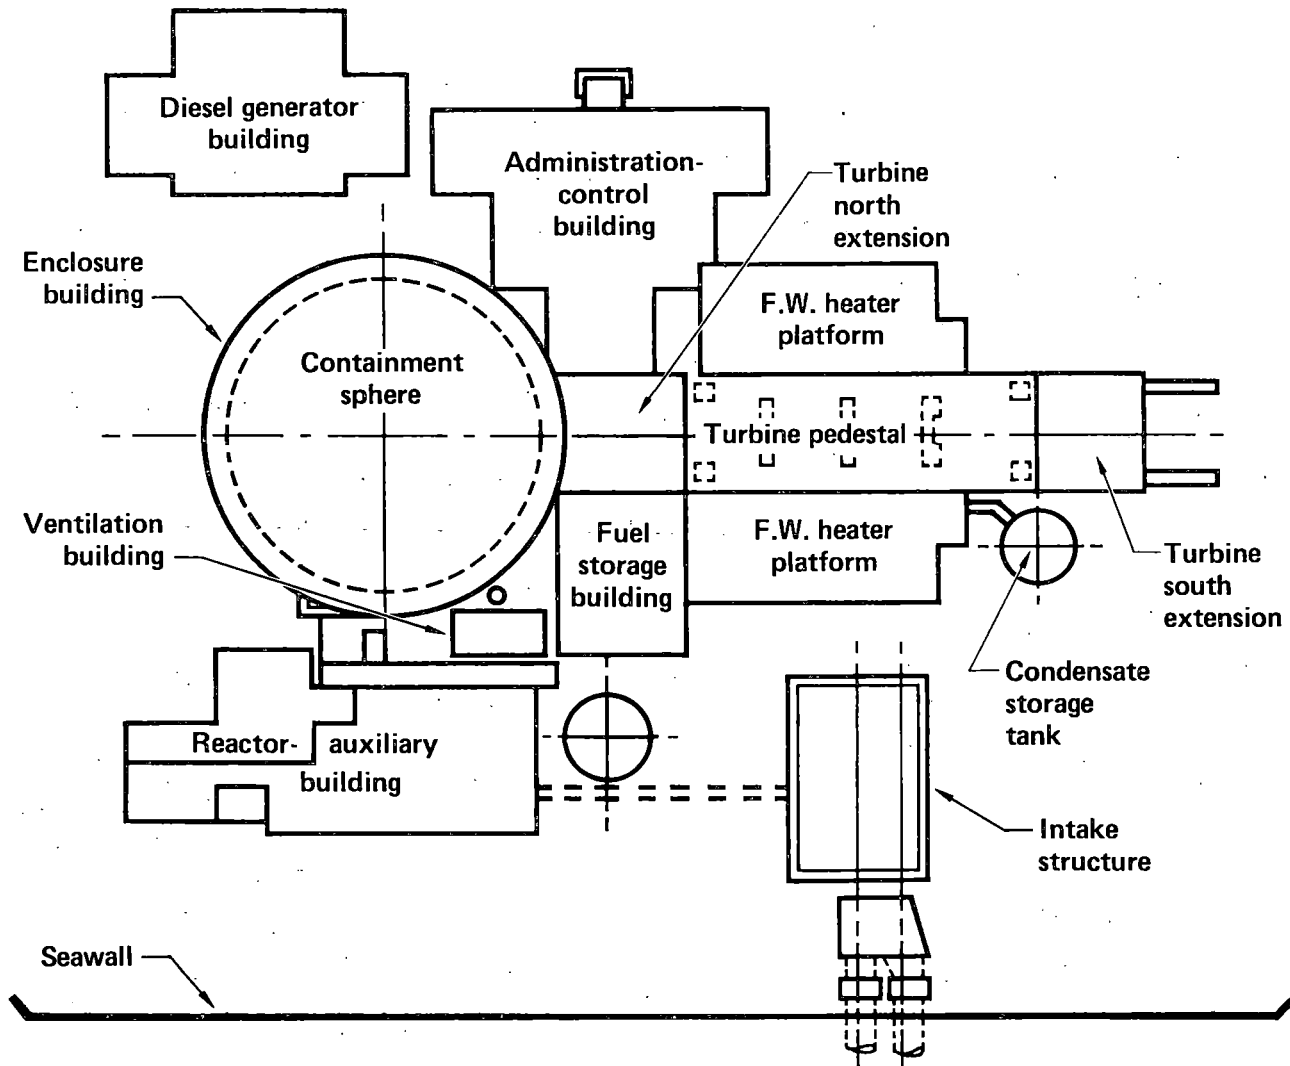 Diesel generator
building
Administration-
control
building
Turbine
north
extension
Enclosure
building
F.W. heater
platform
Containment
sphere
Turbine pedestal
Ventilation
building
Fuel
storage
building
F.W. heater
platform
Turbine
south
extension
Condensate
storage
tank
Reactor- auxiliary
building
Intake
structure
Seawall